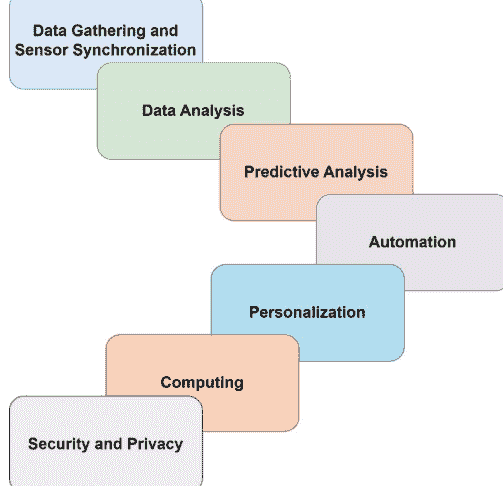 Data Gathering and
Sensor Synchronization
Data Analysis
Predictive Analysis
Automation
Personalization
Computing
Security and Privacy